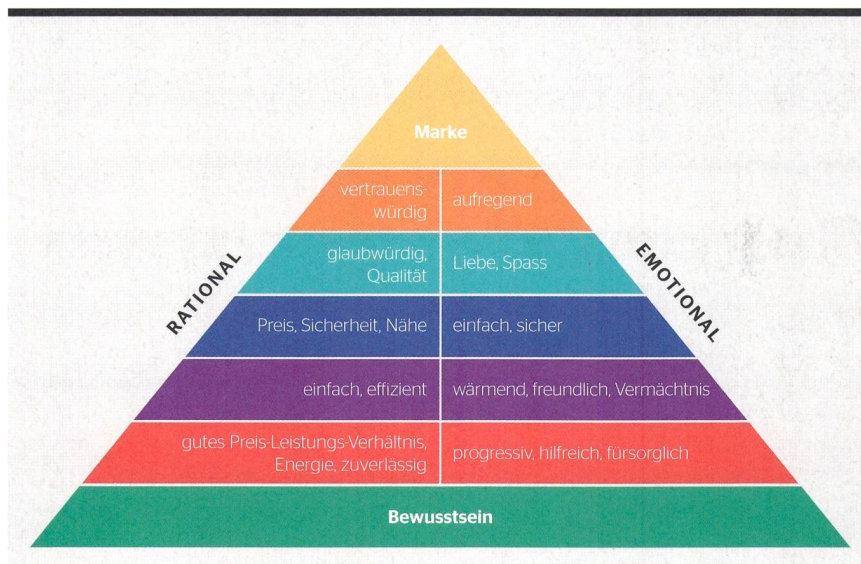 Marke
vertrauens-
würdig
aufregend
glaubwürdig,
Qualität
Liebe, Spass
RATIONAL
EMOTIONAL
Preis, Sicherheit, Nähe
einfach, sicher
einfach, effizient
wärmend, freundlich, Vermächtnis
gutes Preis-Leistungs-Verhältnis,
Energie, zuverlässig
progressiv, hilfreich, fürsorglich
Bewusstsein